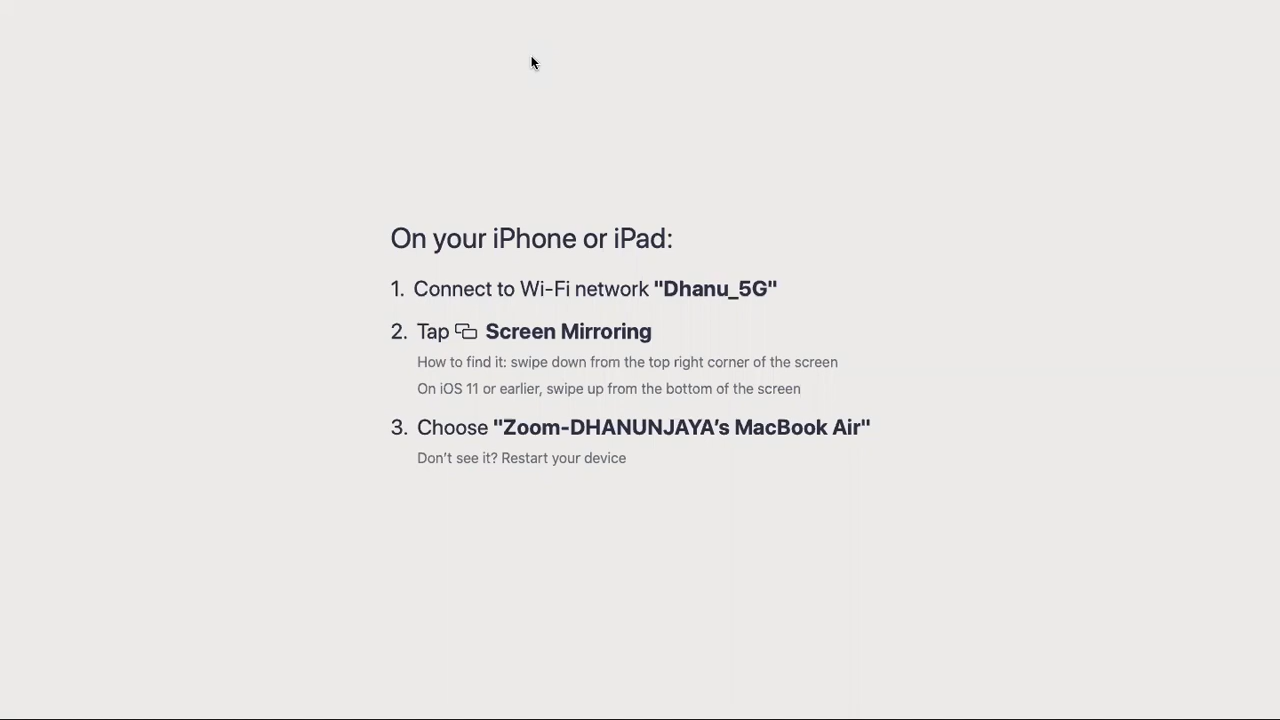 On your iPhone or iPad:
1. Connect to Wi-Fi network "Dhanu_5G"
2. Tap Screen Mirroring
How to find it: swipe down from the top right corner of the screen
On iOS 11 or earlier, swipe up from the bottom of the screen
3. Choose "Zoom-DHANUNJAYA’s MacBook Air"
Don’t see it? Restart your device